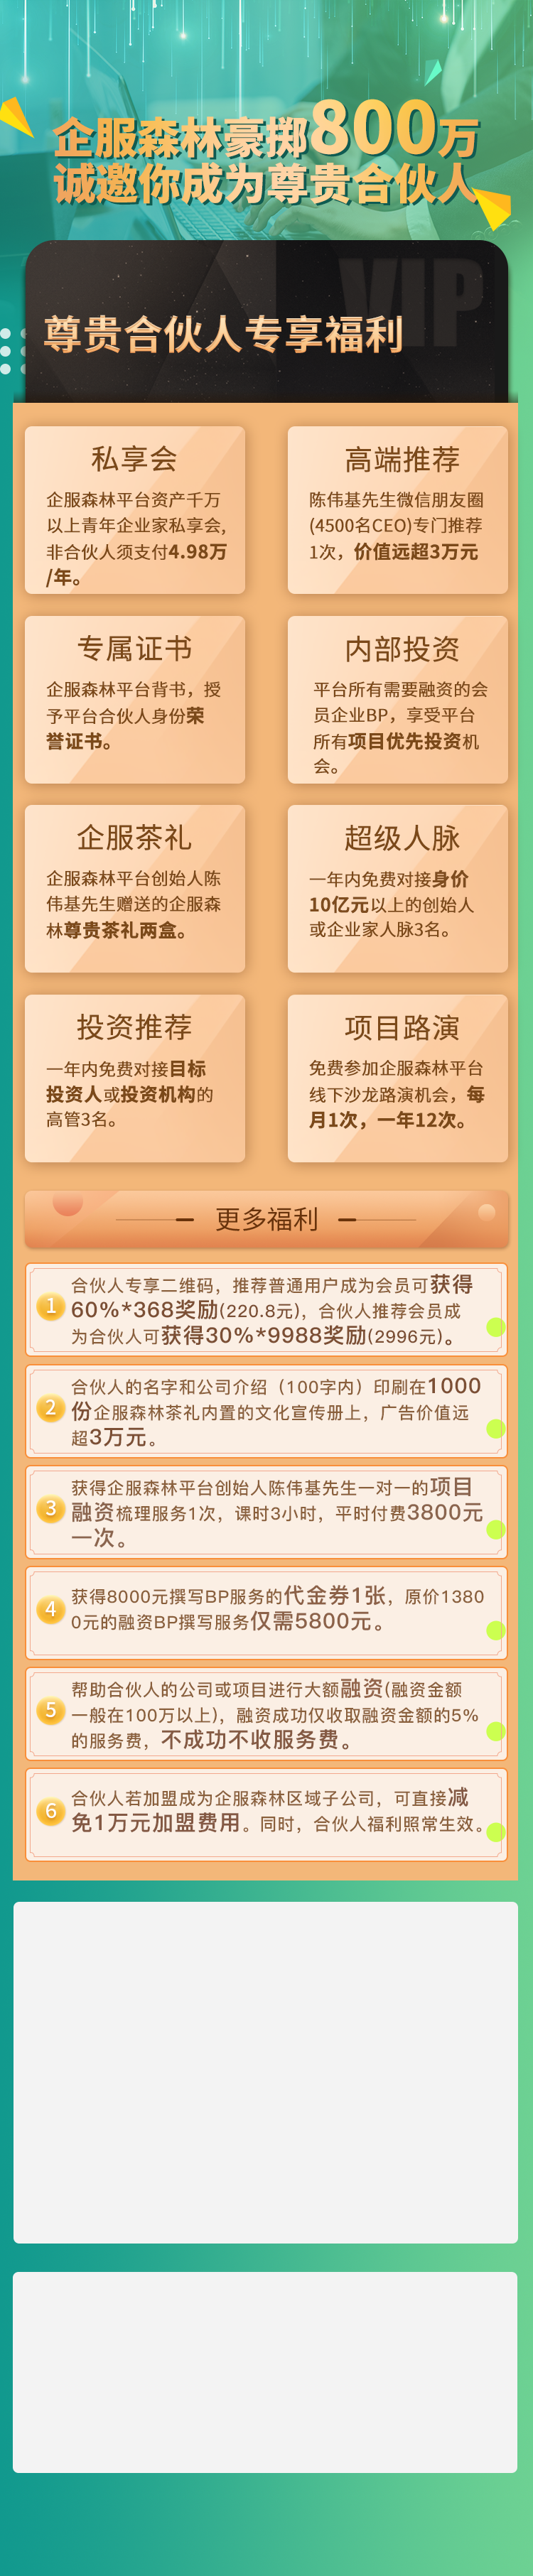 企服森林豪掷800万
诚邀你成为尊贵合伙人
VIP
尊贵合伙人专享福利
私享会
企服森林平台资产千万
以上青年企业家私享会,
非合伙人须支付4.98万
/年。
高端推荐
陈伟基先生微信朋友圈
(4500名CEO)专门推荐
1次，价值远超3万元
专属证书
企服森林平台背书，授
予平台合伙人身份荣
誉证书。
内部投资
平台所有需要融资的会
员企业BP，享受平台
所有项目优先投资机
会。
企服茶礼
企服森林平台创始人陈
伟基先生赠送的企服森
林尊贵茶礼两盒。
超级人脉
一年内免费对接身价
10亿元以上的创始人
或企业家人脉3名。
投资推荐
一年内免费对接目标
投资人或投资机构的
高管3名。
项目路演
免费参加企服森林平台
线下沙龙路演机会，每
月1次，一年12次。
更多福利
1
合伙人专享二维码，推荐普通用户成为会员可获得
60%*368奖励(220.8元)，合伙人推荐会员成
为合伙人可获得30%*9988奖励(2996元)。
2
合伙人的名字和公司介绍（100字内）印刷在1000
份企服森林茶礼内置的文化宣传册上，广告价值远
超3万元。
3
获得企服森林平台创始人陈伟基先生一对一的项目
融资梳理服务1次，课时3小时，平时付费3800元
一次。
4
获得8000元撰写BP服务的代金券1张，原价1380
0元的融资BP撰写服务仅需5800元。
5
帮助合伙人的公司或项目进行大额融资(融资金额
一般在100万以上)，融资成功仅收取融资金额的5%
的服务费，不成功不收服务费。
6
合伙人若加盟成为企服森林区域子公司，可直接减
免1万元加盟费用。同时，合伙人福利照常生效。